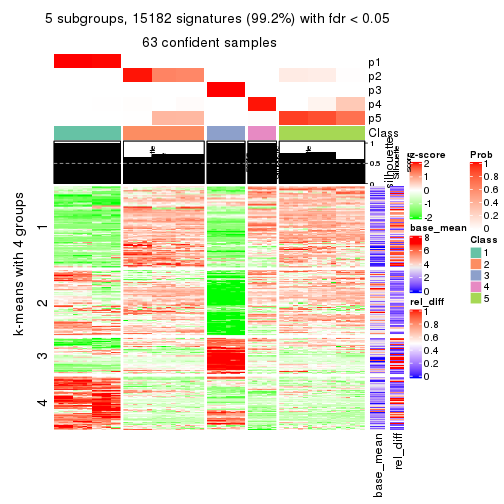 5 subgroups, 15182 signatures (99.2%) with fdr < 0.05
63 confident samples
p1
p2
p3
p4
p5
Class
1
0.5
0
silhouette
k-means with 4 groups
1
2
3
4
base_mean
rel_diff
z-score
2
1
0
-1
-2
base_mean
8
6
4
2
0
rel_diff
1
0.8
0.6
0.4
0.2
0
Prob
1
0.8
0.6
0.4
0.2
0
Class
1
2
3
4
5